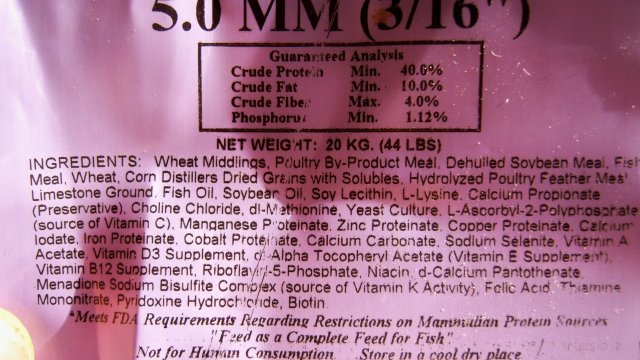 5.0 MM (3/16")
Guaranteed Analysis
Crude Protein Min. 40.0%
Crude Fat Min. 10.0%
Crude Fiber Max. 4.0%
Phosphorus Min. 1.12%
NET WEIGHT: 20 KG. (44 LBS)
INGREDIENTS: Wheat Middlings, Poultry By-Product Meal, Dehulled Soybean Meal, Fish
Meal, Wheat, Corn Distillers Dried Grains with Solubles, Hydrolyzed Poultry Feather Meal,
Limestone Ground, Fish Oil, Soybean Oil, Soy Lecithin, L-Lysine, Calcium Propionate
(Preservative), Choline Chloride, dl-Methionine, Yeast Culture, L-Ascorbyl-2-Polyphosphate
(source of Vitamin C), Manganese Proteinate, Zinc Proteinate, Copper Proteinate, Calcium
Iodate, Iron Proteinate, Cobalt Proteinate, Calcium Carbonate, Sodium Selenite, Vitamin A
Acetate, Vitamin D3 Supplement, d-Alpha Tocopheryl Acetate (Vitamin E Supplement),
Vitamin B12 Supplement, Riboflavin-5-Phosphate, Niacin, d-Calcium Pantothenate,
Menadione Sodium Bisulfite Complex (source of Vitamin K Activity), Folic Acid, Thiamine
Mononitrate, Pyridoxine Hydrochloride, Biotin.
*Meets FDA Requirements Regarding Restrictions on Mammalian Protein Sources
"Feed as a Complete Feed for Fish"
Not for Human Consumption Store in a cool dry place